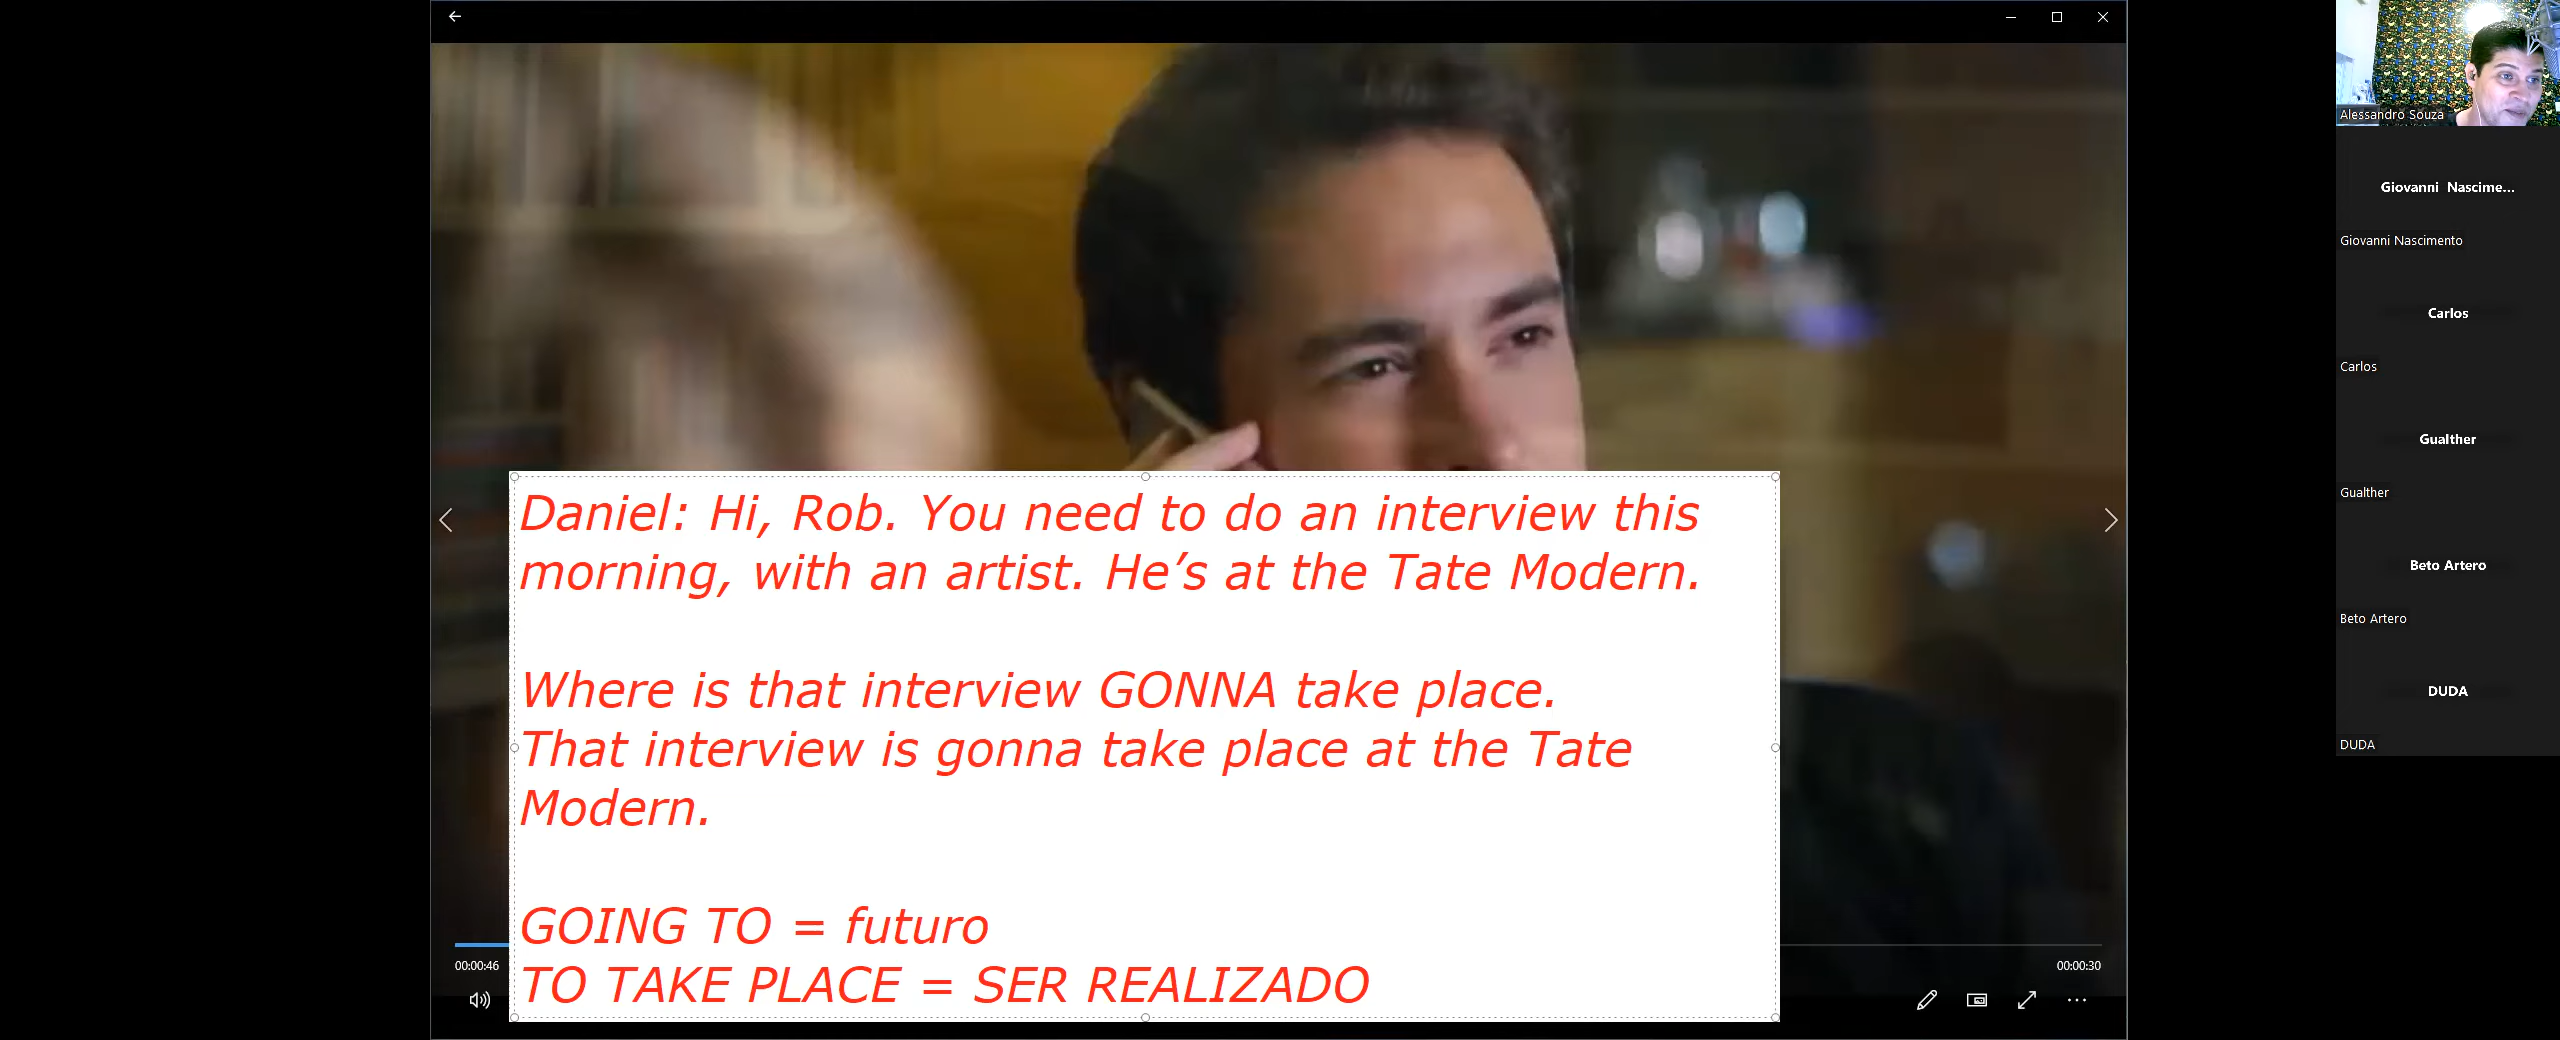 Daniel: Hi, Rob. You need to do an interview this
morning, with an artist. He’s at the Tate Modern.
Where is that interview GONNA take place.
That interview is gonna take place at the Tate
Modern.
GOING TO = futuro
TO TAKE PLACE = SER REALIZADO
00:00:46
00:00:30
Alessandro Souza
Giovanni Nascime...
Giovanni Nascimento
Carlos
Carlos
Gualther
Gualther
Beto Artero
Beto Artero
DUDA
DUDA